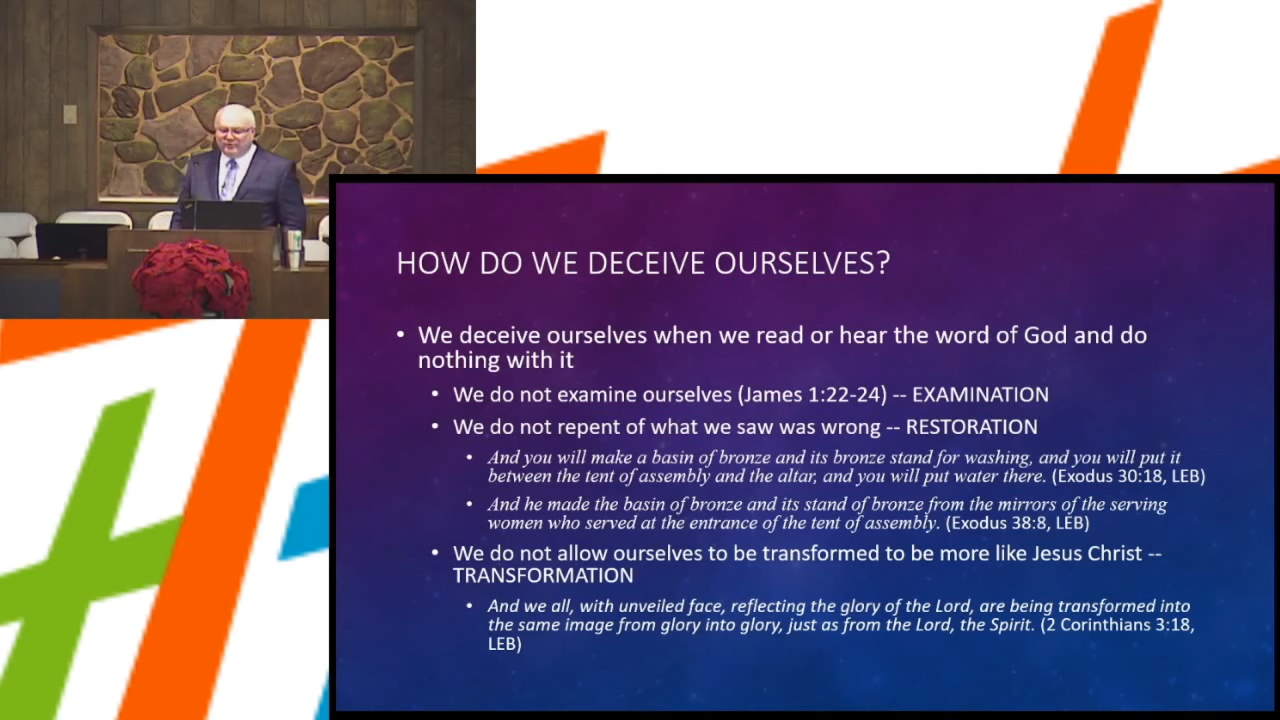 HOW DO WE DECEIVE OURSELVES?
• We deceive ourselves when we read or hear the word of God and do
nothing with it
• We do not examine ourselves (James 1:22-24) -- EXAMINATION
• We do not repent of what we saw was wrong -- RESTORATION
• And you will make a basin of bronze and its bronze stand for washing, and you will put it
between the tent of assembly and the altar, and you will put water there. (Exodus 30:18, LEB)
• And he made the basin of bronze and its stand of bronze from the mirrors of the serving
women who served at the entrance of the tent of assembly. (Exodus 38:8, LEB)
• We do not allow ourselves to be transformed to be more like Jesus Christ --
TRANSFORMATION
• And we all, with unveiled face, reflecting the glory of the Lord, are being transformed into
the same image from glory into glory, just as from the Lord, the Spirit. (2 Corinthians 3:18,
LEB)